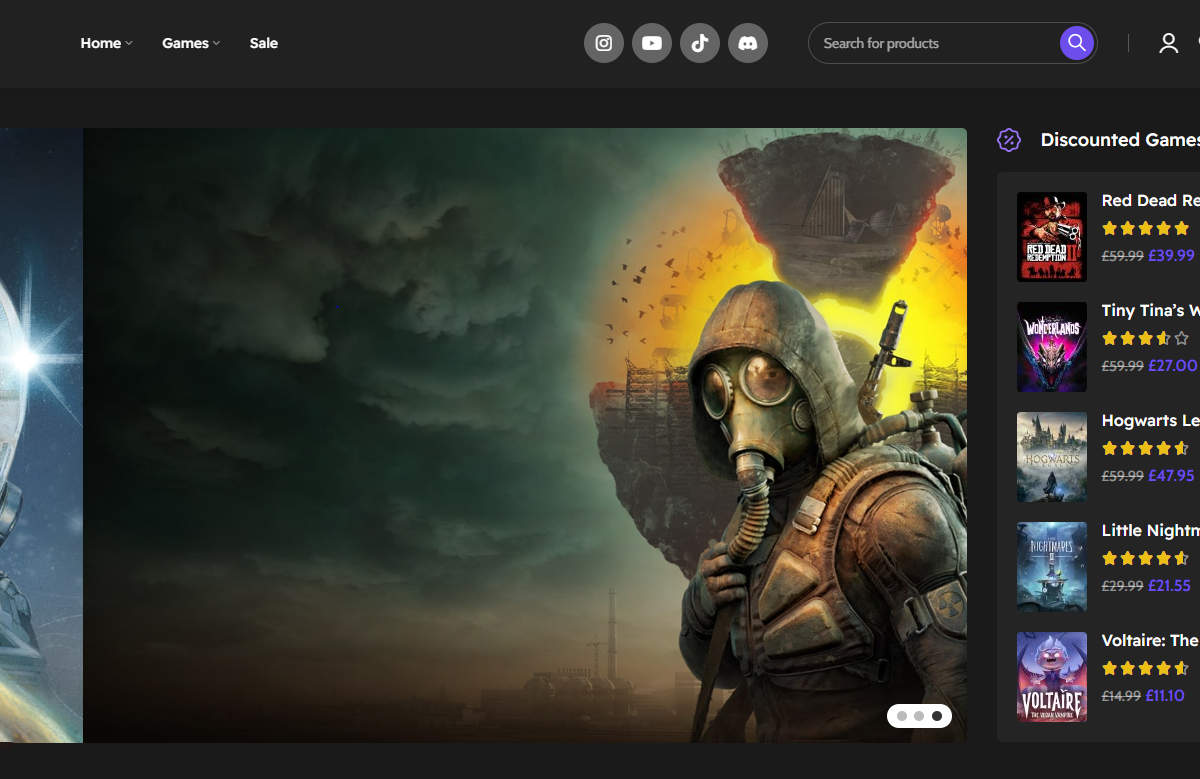 Home Games Sale
Search for products
Discounted Games
Red Dead Re
£59.99 £39.99
RED DEAD
REDEMPTION II
Tiny Tina's W
£59.99 £27.00
WONDERLANDS
Hogwarts Le
£59.99 £47.95
HOGWARTS
Little Nightm
£29.99 £21.55
NIGHTMARES
II
Voltaire: The
£14.99 £11.10
VOLTAIRE
THE VEGAN VAMPIRE